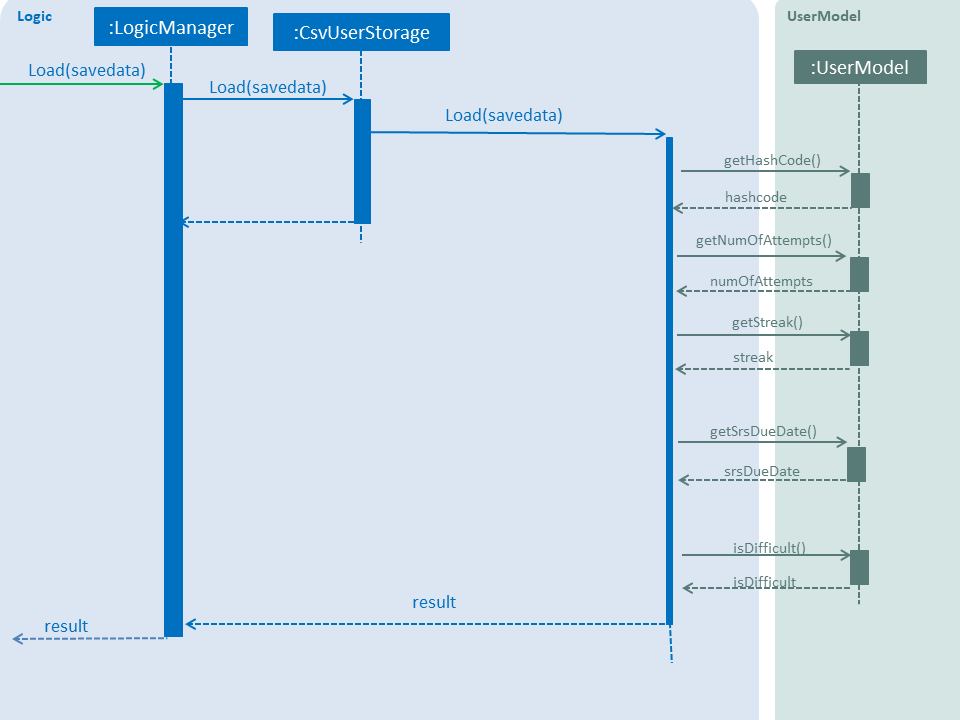 Logic
UserModel
:LogicManager
:CsvUserStorage
:UserModel
Load(savedata)
Load(savedata)
Load(savedata)
getHashCode()
hashcode
getNumOfAttempts()
numOfAttempts
getStreak()
streak
getSrsDueDate()
srsDueDate
isDifficult()
isDifficult
result
result